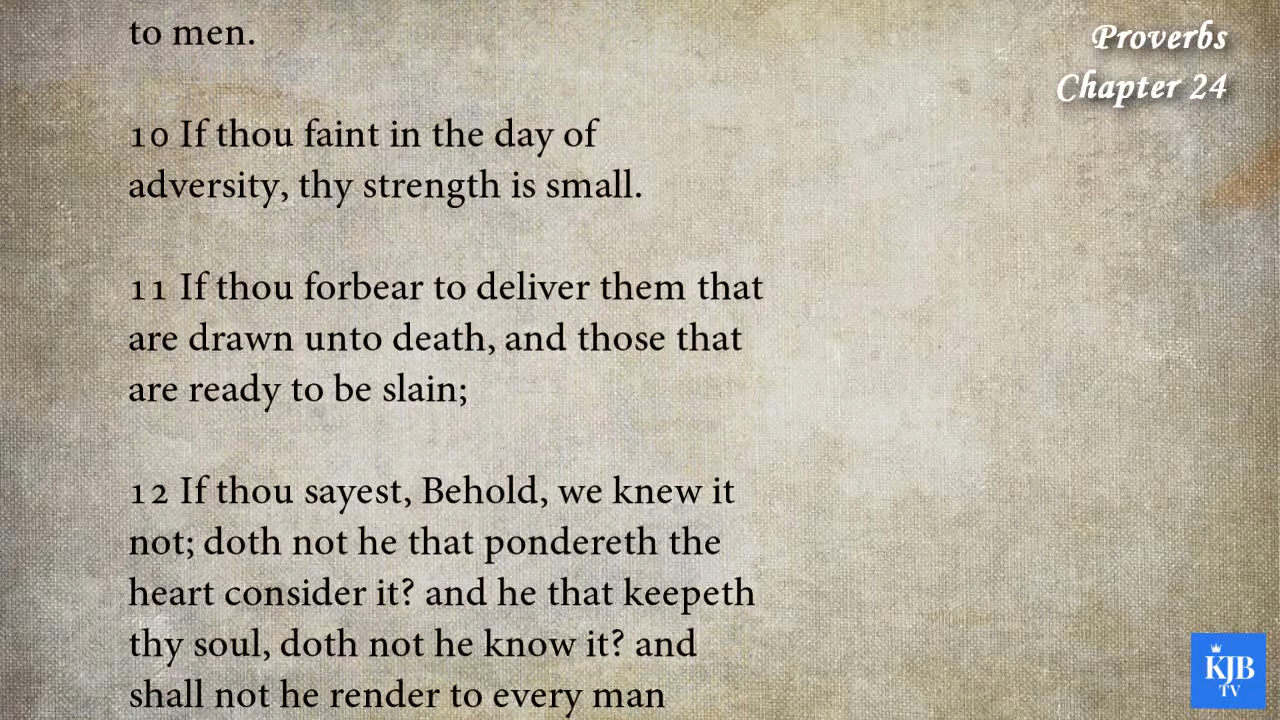 to men.
Proverbs
Chapter 24
10 If thou faint in the day of
adversity, thy strength is small.
11 If thou forbear to deliver them that
are drawn unto death, and those that
are ready to be slain;
12 If thou sayest, Behold, we knew it
not; doth not he that pondereth the
heart consider it? and he that keepeth
thy soul, doth not he know it? and
shall not he render to every man
KJB
TV